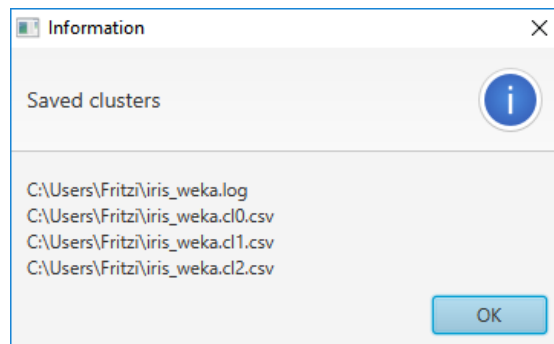 Information
Saved clusters
C:\Users\Fritzi\iris_weka.log
C:\Users\Fritzi\iris_weka.cl0.csv
C:\Users\Fritzi\iris_weka.cl1.csv
C:\Users\Fritzi\iris_weka.cl2.csv
OK